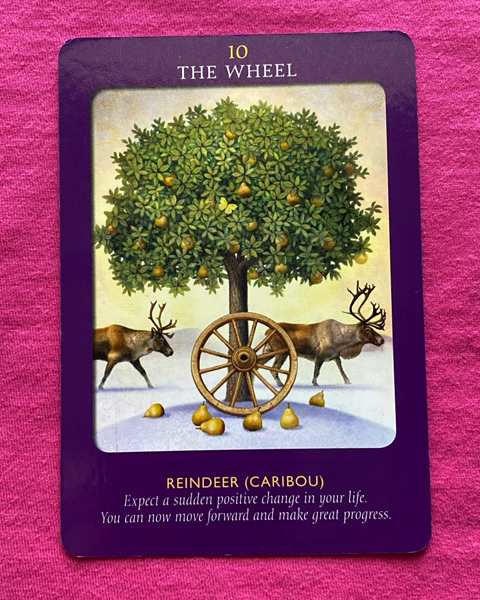 10
THE WHEEL
REINDEER (CARIBOU)
Expect a sudden positive change in your life.
You can now move forward and make great progress.